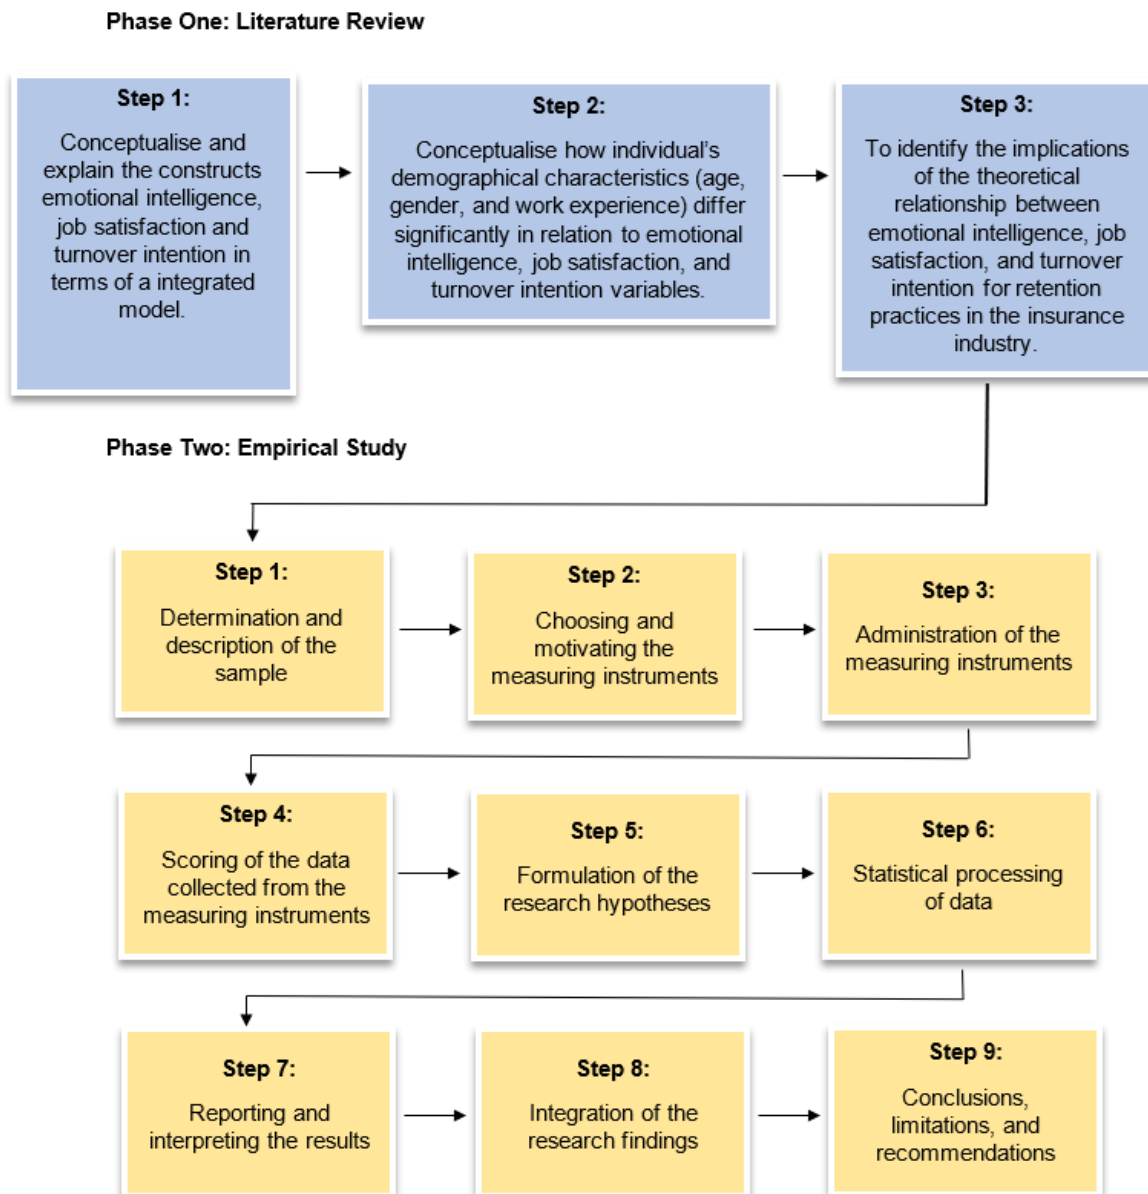 Phase One: Literature Review
Step 1:
Conceptualise and
explain the constructs
emotional intelligence,
job satisfaction and
turnover intention in
terms of a integrated
model.
Step 2:
Conceptualise how individual's
demographical characteristics (age,
gender, and work experience) differ
significantly in relation to emotional
intelligence, job satisfaction, and
turnover intention variables.
Step 3:
To identify the implications
of the theoretical
relationship between
emotional intelligence, job
satisfaction, and turnover
intention for retention
practices in the insurance
industry.
Phase Two: Empirical Study
Step 1:
Determination and
description of the
sample
Step 2:
Choosing and
motivating the
measuring instruments
Step 3:
Administration of the
measuring instruments
Step 4:
Scoring of the data
collected from the
measuring instruments
Step 5:
Formulation of the
research hypotheses
Step 6:
Statistical processing
of data
Step 7:
Reporting and
interpreting the results
Step 8:
Integration of the
research findings
Step 9:
Conclusions,
limitations, and
recommendations